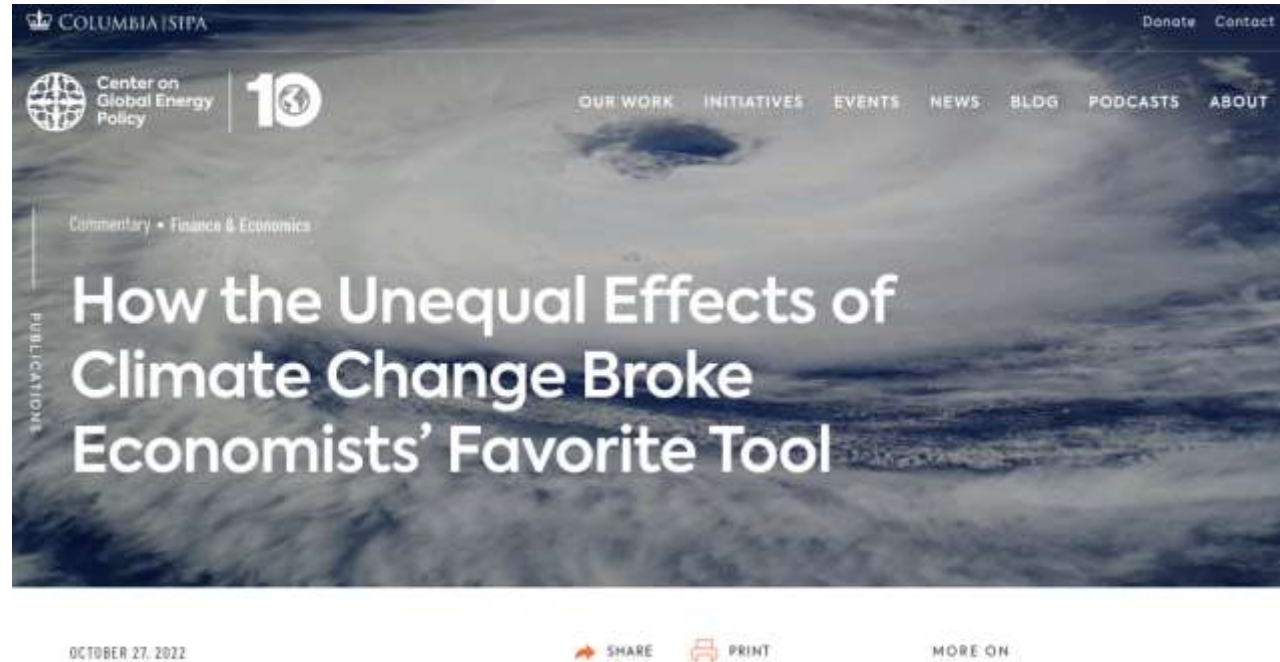 COLUMBIA | SIPA
Donate Contact
Center on
Global Energy
Policy
10
OUR WORK INITIATIVES EVENTS NEWS BLOG PODCASTS ABOUT
Commentary • Finance & Economics
PUBLICATIONS
How the Unequal Effects of
Climate Change Broke
Economists’ Favorite Tool
OCTOBER 27, 2022
SHARE PRINT MORE ON